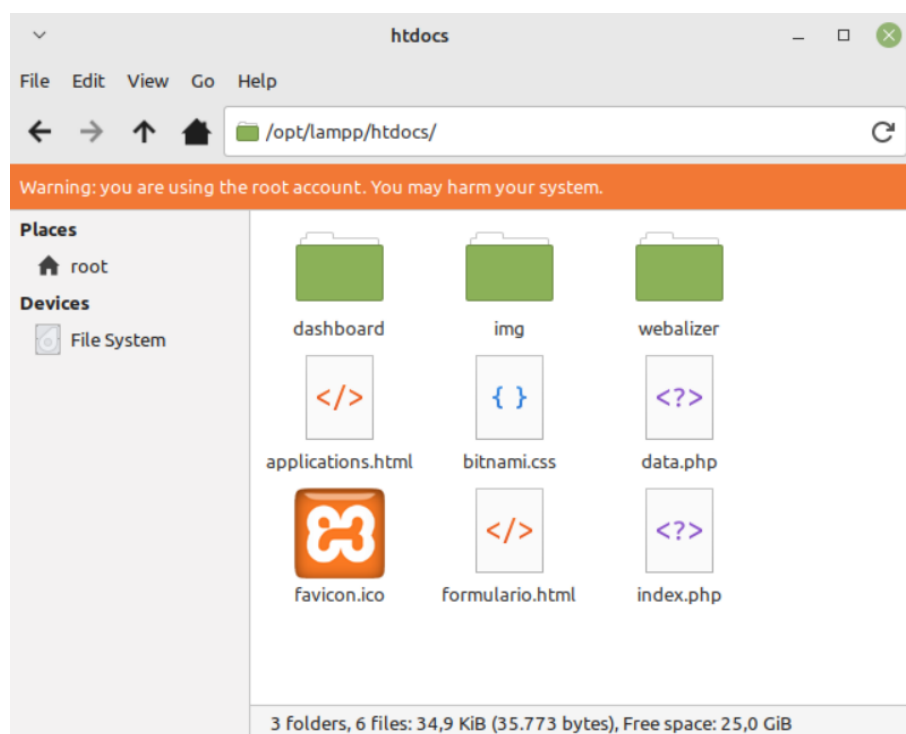 htdocs
File Edit View Go Help
/opt/lampp/htdocs/
Warning: you are using the root account. You may harm your system.
Places
root
Devices
File System
dashboard img webalizer
</> { } <?>
applications.html bitnami.css data.php
</> <?>
favicon.ico formulario.html index.php
3 folders, 6 files: 34,9 KiB (35.773 bytes), Free space: 25,0 GiB